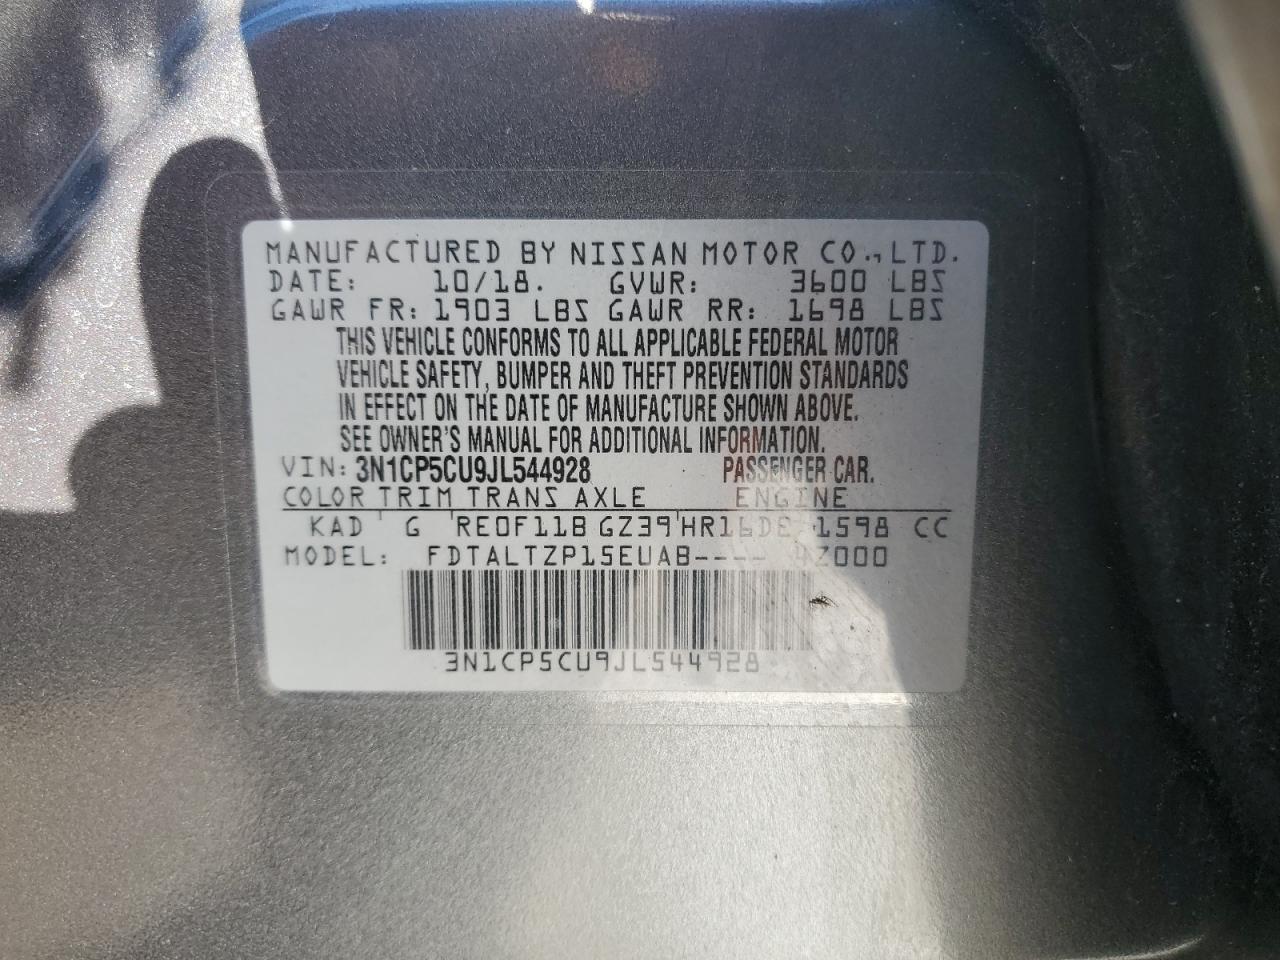 MANUFACTURED BY NISSAN MOTOR CO., LTD.
DATE: 10/18. GVWR: 3600 LBS
GAWR FR: 1903 LBS GAWR RR: 1698 LBS
THIS VEHICLE CONFORMS TO ALL APPLICABLE FEDERAL MOTOR
VEHICLE SAFETY, BUMPER AND THEFT PREVENTION STANDARDS
IN EFFECT ON THE DATE OF MANUFACTURE SHOWN ABOVE.
SEE OWNER'S MANUAL FOR ADDITIONAL INFORMATION.
VIN: 3N1CP5CU9JL544928 PASSENGER CAR.
COLOR TRIM TRANS AXLE ENGINE
KAD ' G ' RE0F11B GZ39 ' HR16DE 1598 CC
MODEL: FDTALTZP15EUAB---- 4Z000
3N1CP5CU9JL544928